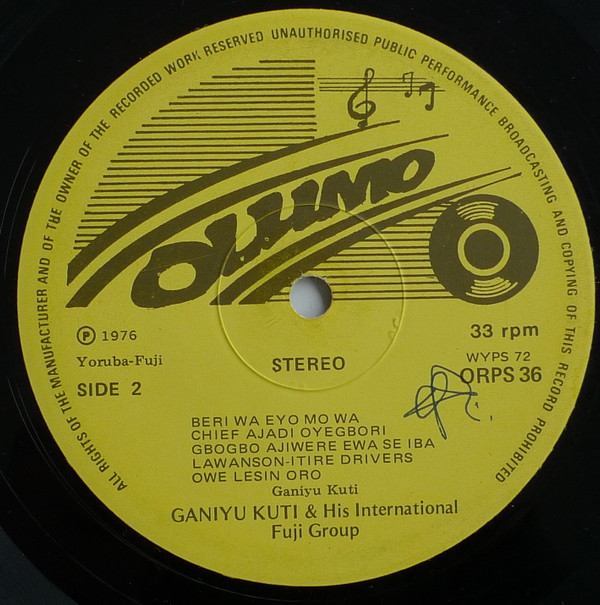 ALL RIGHTS OF THE MANUFACTURER AND OF THE OWNER OF THE RECORDED WORK RESERVED UNAUTHORISED PUBLIC PERFORMANCE BROADCASTING AND COPYING OF THIS RECORD PROHIBITED
OLUMO
℗ 1976
33 rpm
Yoruba-Fuji
WYPS 72
SIDE 2
STEREO
ORPS 36
BERI WA EYO MO WA
CHIEF AJADI OYEGBORI
GBOGBO AJIWERE EWA SE IBA
LAWANSON-ITIRE DRIVERS
OWE LESIN ORO
Ganiyu Kuti
GANIYU KUTI & His International
Fuji Group